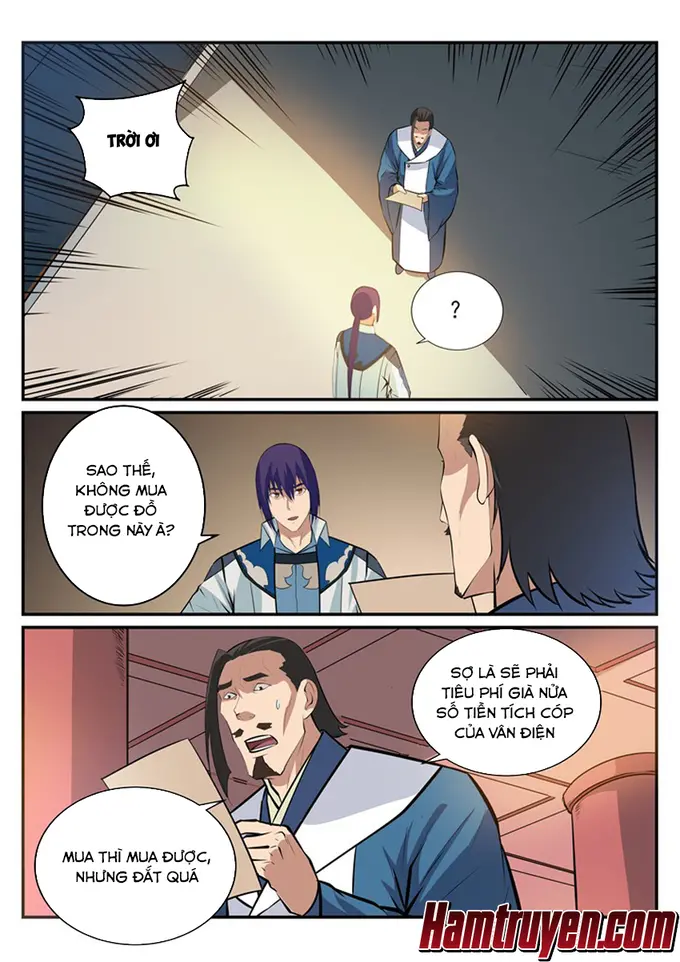 TRỜI ƠI
?
SAO THẾ,
KHÔNG MUA
ĐƯỢC ĐỒ
TRONG NÀY À?
SỢ LÀ SẼ PHẢI
TIÊU PHÍ GIÀ NỬA
SỐ TIỀN TÍCH CÓP
CỦA VÂN ĐIỆN
MUA THÌ MUA ĐƯỢC,
NHƯNG ĐẮT QUÁ
Hamtruyen.com